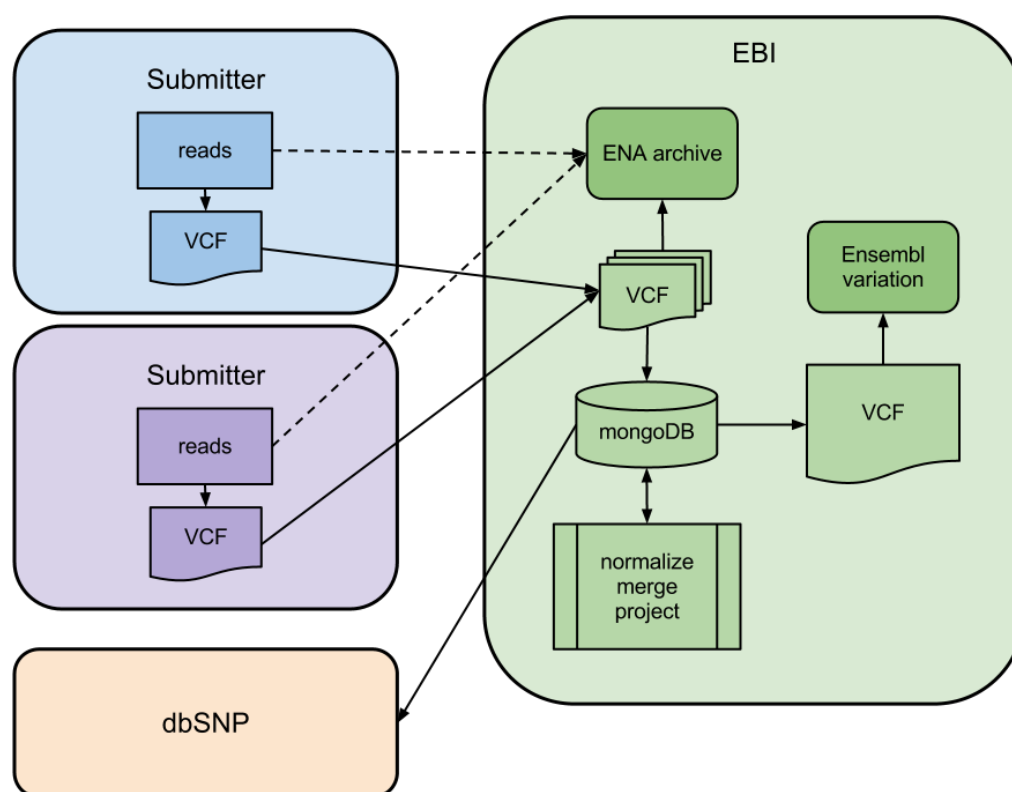 Submitter
reads
VCF
Submitter
reads
VCF
dbSNP
EBI
ENA archive
VCF
mongoDB
normalize
merge
project
Ensembl
variation
VCF